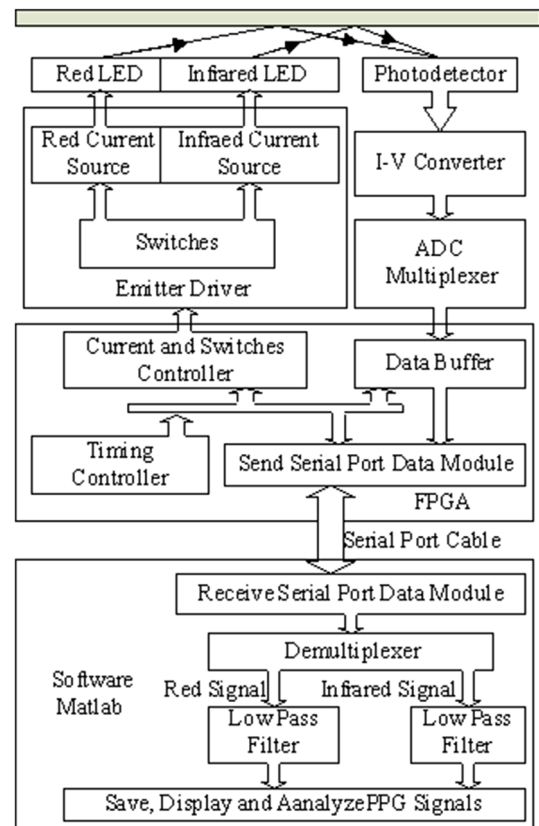 Red LED
Infrared LED
Photodetector
Red Current
Source
Infraed Current
Source
I-V Converter
Switches
ADC
Multiplexer
Emitter Driver
Current and Switches
Controller
Data Buffer
Timing
Controller
Send Serial Port Data Module
FPGA
Serial Port Cable
Receive Serial Port Data Module
Demultiplexer
Software
Matlab
Red Signal
Infrared Signal
Low Pass
Filter
Low Pass
Filter
Save, Display and Aanalyze PPG Signals